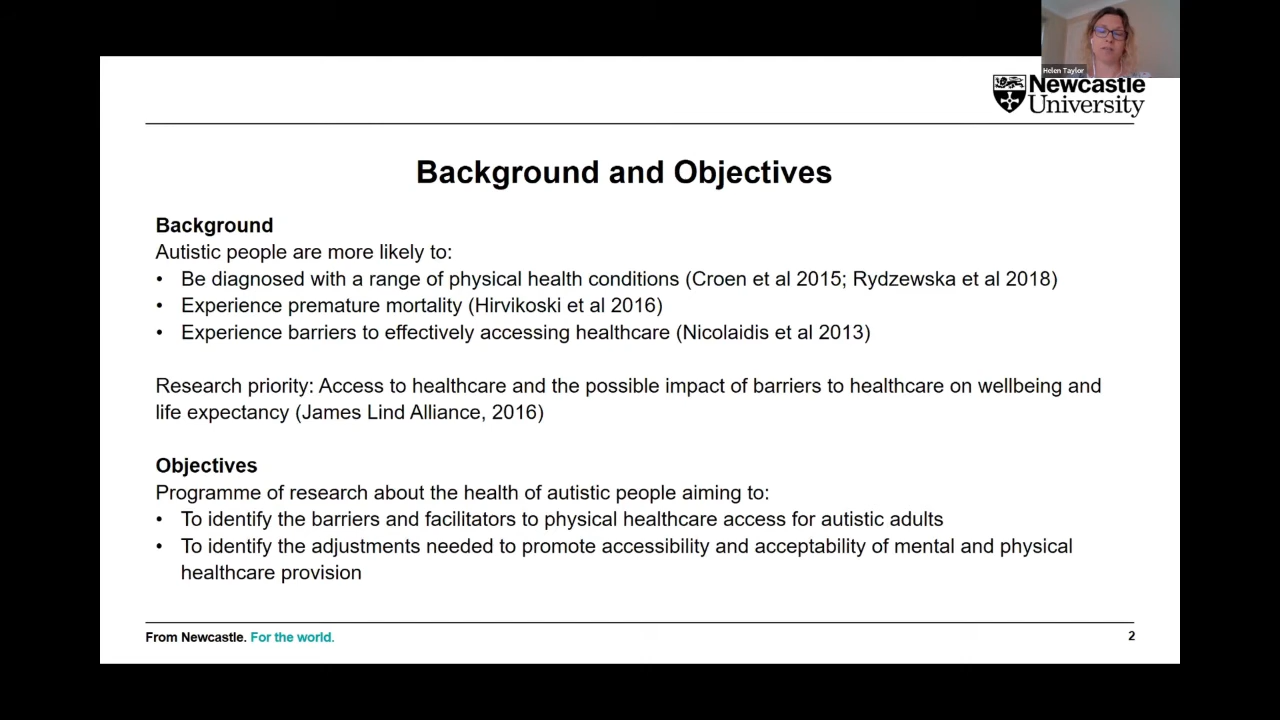 Helen Taylor
Newcastle
University
Background and Objectives
Background
Autistic people are more likely to:
• Be diagnosed with a range of physical health conditions (Croen et al 2015; Rydzewska et al 2018)
• Experience premature mortality (Hirvikoski et al 2016)
• Experience barriers to effectively accessing healthcare (Nicolaidis et al 2013)
Research priority: Access to healthcare and the possible impact of barriers to healthcare on wellbeing and
life expectancy (James Lind Alliance, 2016)
Objectives
Programme of research about the health of autistic people aiming to:
• To identify the barriers and facilitators to physical healthcare access for autistic adults
• To identify the adjustments needed to promote accessibility and acceptability of mental and physical
healthcare provision
From Newcastle. For the world.
2